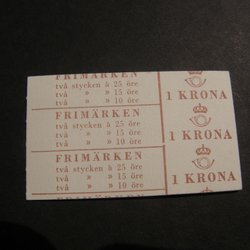 FRIMÄRKEN
två stycken à 25 öre
två » » 15 öre
två » » 10 öre
1 KRONA
FRIMÄRKEN
två stycken à 25 öre
två » » 15 öre
två » » 10 öre
1 KRONA
FRIMÄRKEN
två stycken à 25 öre
två » » 15 öre
två » » 10 öre
1 KRONA
FRIMÄRKEN